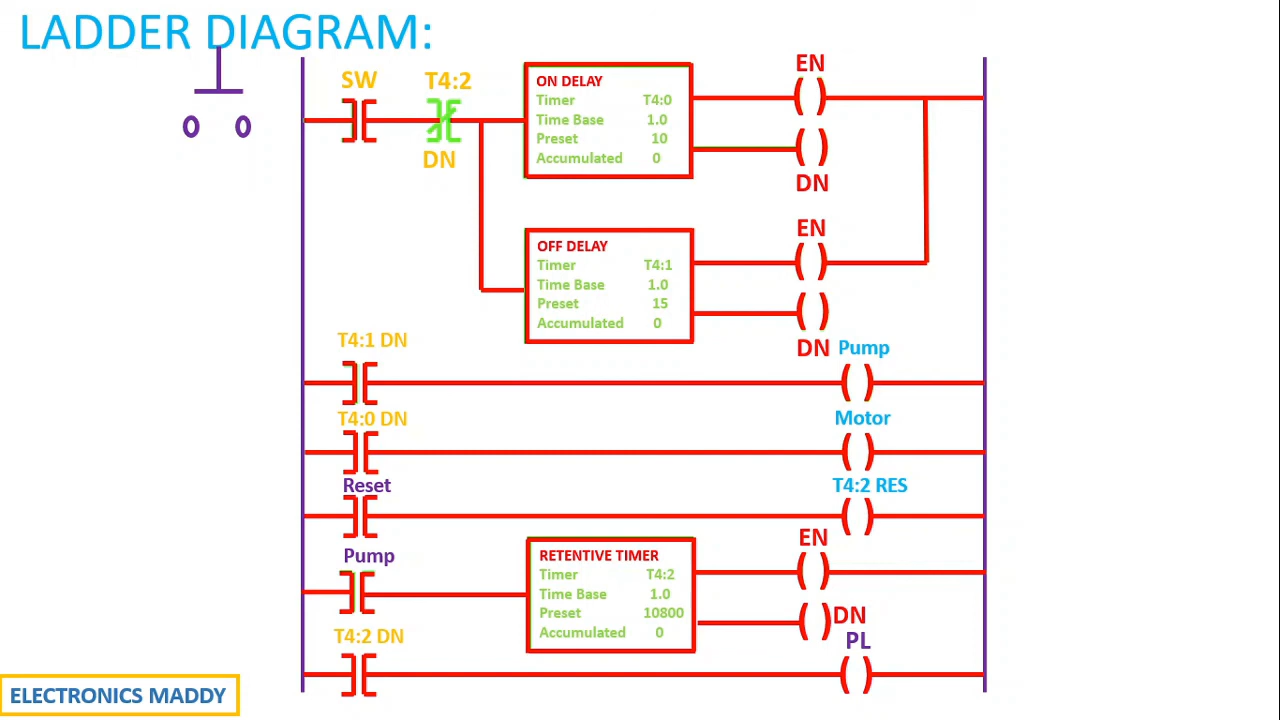 LADDER DIAGRAM:
SW
T4:2
DN
ON DELAY
Timer T4:0
Time Base 1.0
Preset 10
Accumulated 0
EN
DN
OFF DELAY
Timer T4:1
Time Base 1.0
Preset 15
Accumulated 0
EN
DN
T4:1 DN
Pump
T4:0 DN
Motor
Reset
T4:2 RES
Pump
RETENTIVE TIMER
Timer T4:2
Time Base 1.0
Preset 10800
Accumulated 0
EN
DN
T4:2 DN
PL
ELECTRONICS MADDY